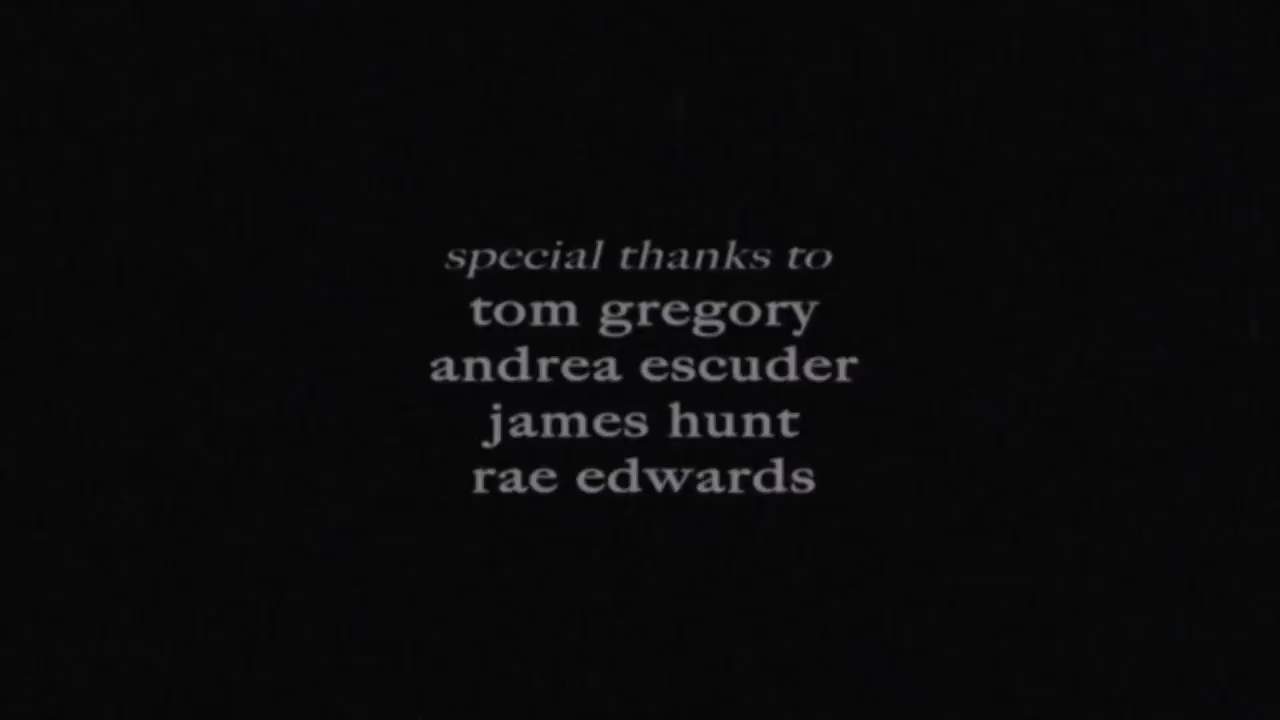 special thanks to
tom gregory
andrea escuder
james hunt
rae edwards